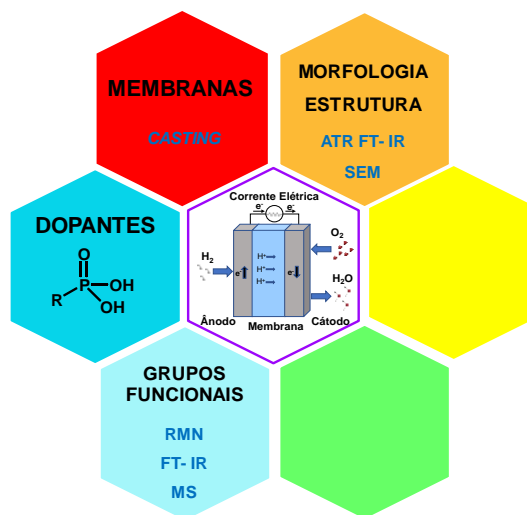 MEMBRANAS
CASTING
MORFOLOGIA
ESTRUTURA
ATR FT- IR
SEM
DOPANTES
O
R P OH
OH
Corrente Elétrica
e- e-
H2
e-
H+
H+
H+
e-
O2
H2O
Ânodo Membrana Cátodo
GRUPOS
FUNCIONAIS
RMN
FT- IR
MS